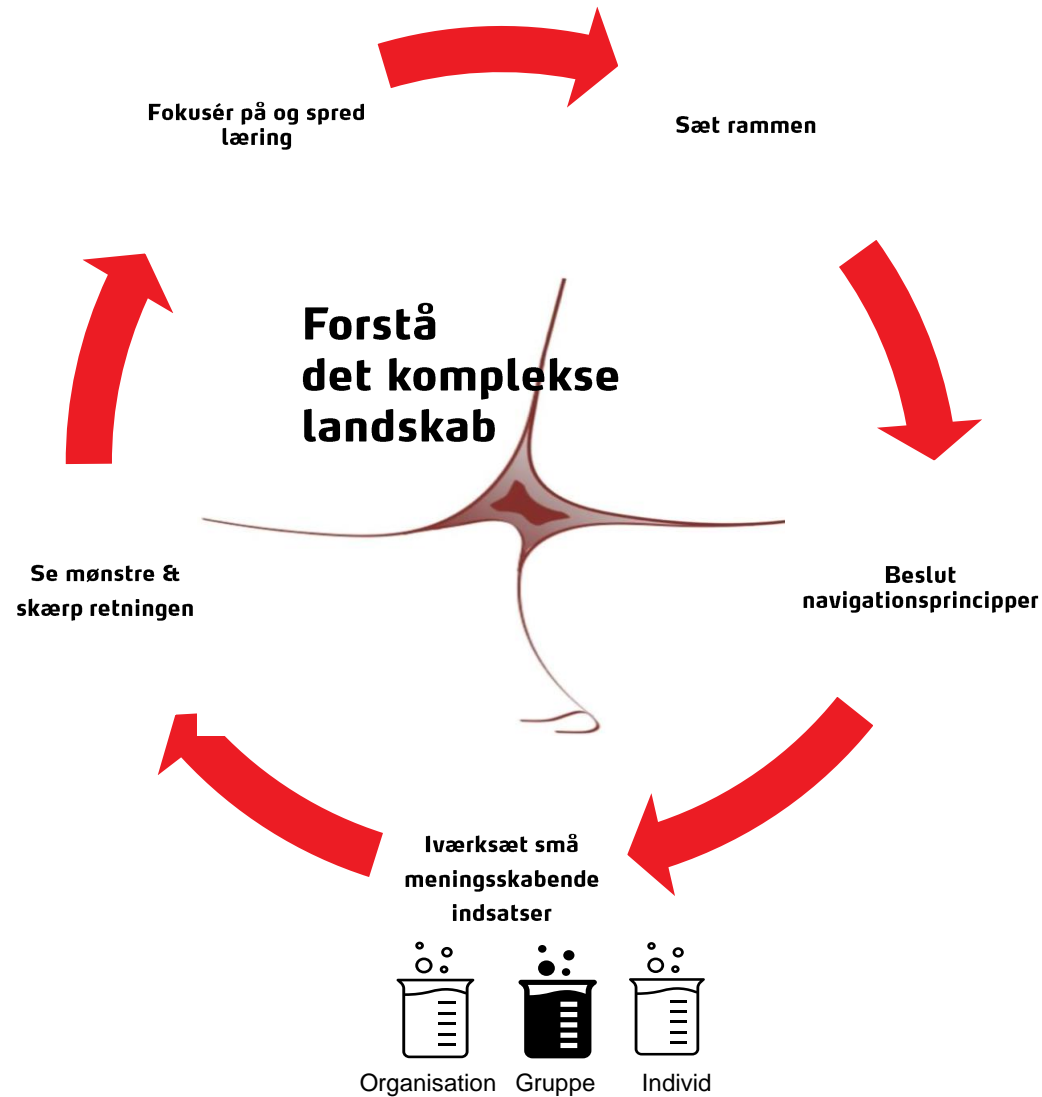 Fokusér på og spred
læring
Sæt rammen
Forstå
det komplekse
landskab
Se mønstre &
skærp retningen
Beslut
navigationsprincipper
Iværksæt små
meningsskabende
indsatser
Organisation Gruppe Individ